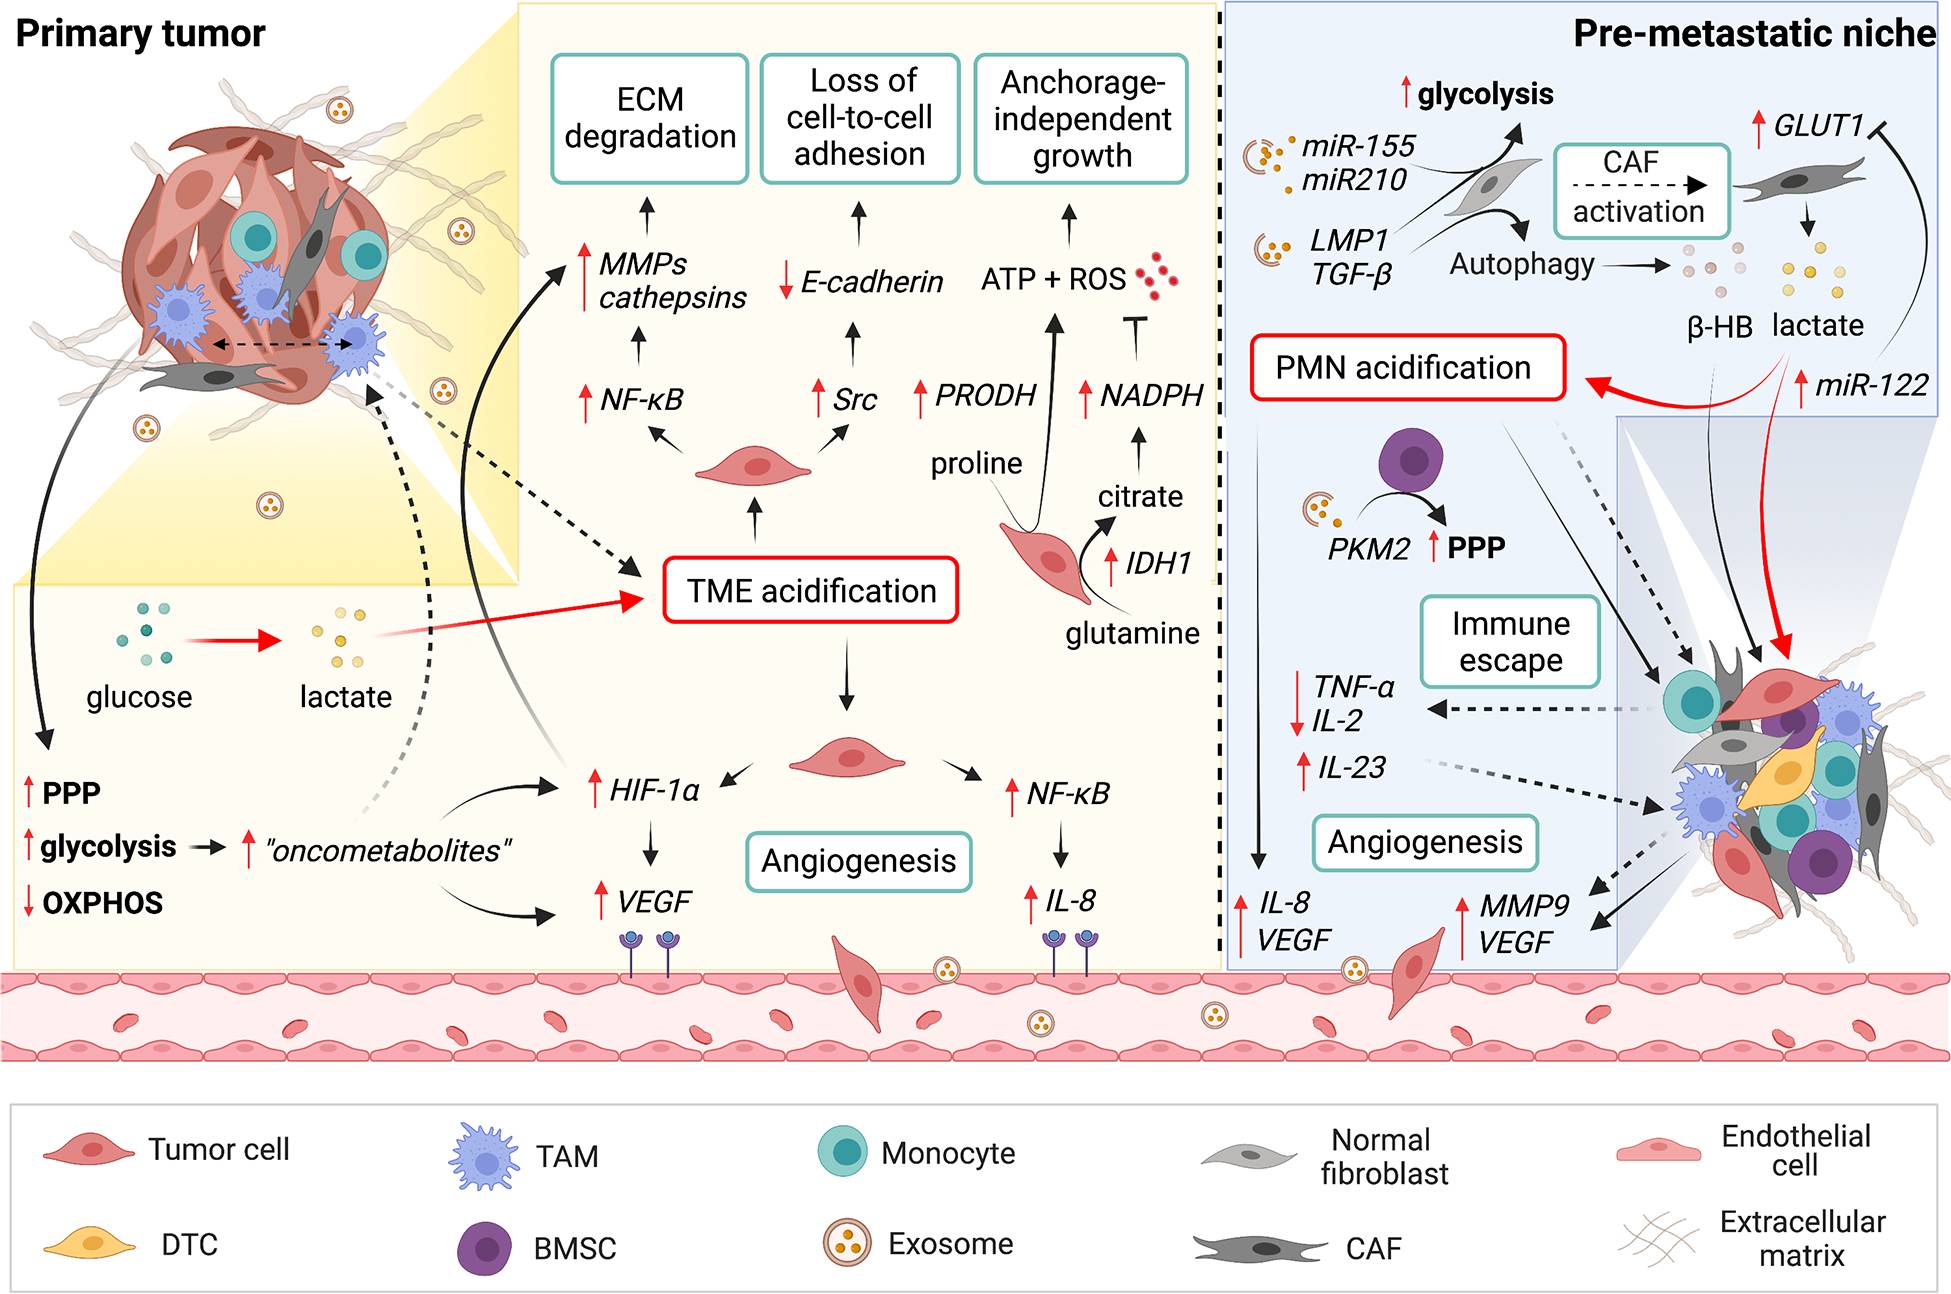 Primary tumor
ECM
degradation
Loss of
cell-to-cell
adhesion
Anchorage-
independent
growth
MMPs
cathepsins
E-cadherin
ATP + ROS
NF-κB
Src
PRODH
NADPH
proline
citrate
IDH1
glutamine
TME acidification
glucose
lactate
PPP
glycolysis
OXPHOS
"oncometabolites"
HIF-1α
NF-κB
VEGF
Angiogenesis
IL-8
Pre-metastatic niche
glycolysis
miR-155
miR210
LMP1
TGF-β
Autophagy
CAF
activation
GLUT1
β-HB
lactate
miR-122
PMN acidification
PKM2
PPP
Immune
escape
TNF-α
IL-2
IL-23
Angiogenesis
IL-8
VEGF
MMP9
VEGF
Tumor cell
TAM
Monocyte
Normal
fibroblast
Endothelial
cell
DTC
BMSC
Exosome
CAF
Extracellular
matrix